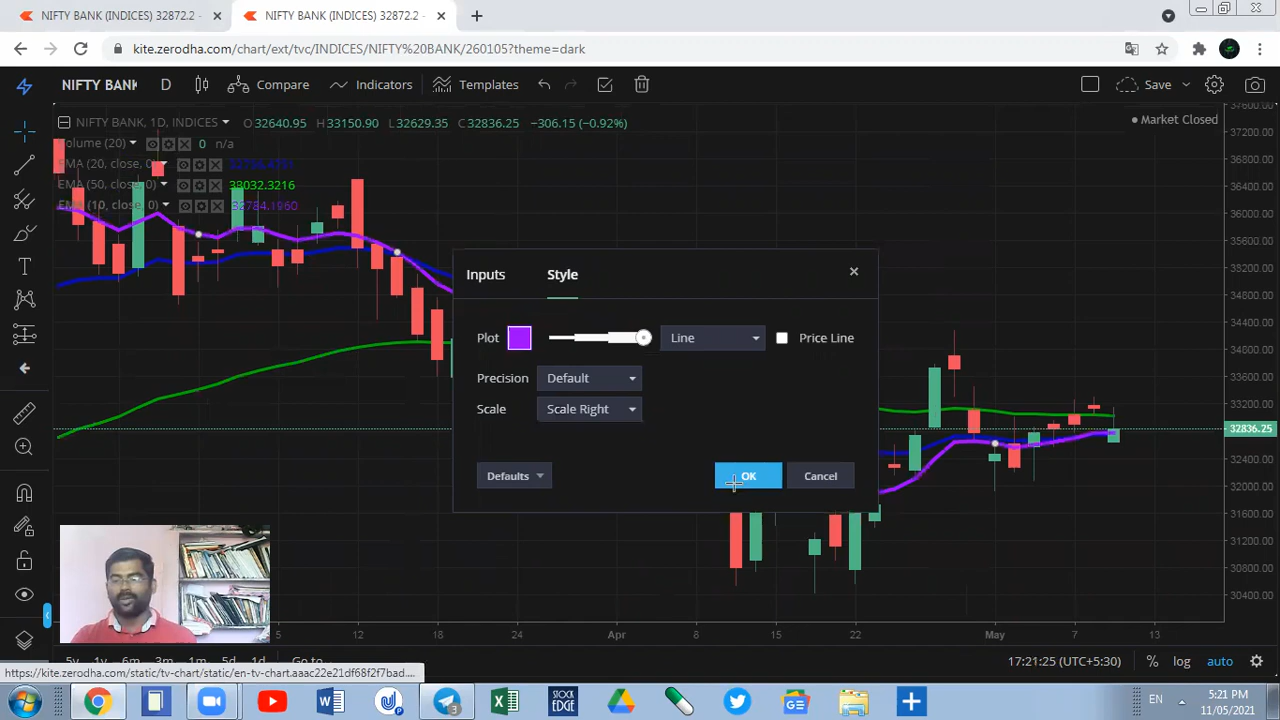 NIFTY BANK (INDICES) 32872.2 -
NIFTY BANK (INDICES) 32872.2 -
kite.zerodha.com/chart/ext/tvc/INDICES/NIFTY%20BANK/260105?theme=dark
NIFTY BANK D Compare Indicators Templates Save
NIFTY BANK, 1D, INDICES O32640.95 H33150.90 L32629.35 C32836.25 −306.15 (−0.92%)
Market Closed
Volume (20) 0 n/a
EMA (20, close, 0)
EMA (50, close, 0) 33032.3216
EMA (10, close, 0) 32784.1960
37600.00
37200.00
36800.00
36400.00
36000.00
35600.00
35200.00
34800.00
34400.00
34000.00
33600.00
33200.00
32836.25
32400.00
32000.00
31600.00
31200.00
30800.00
30400.00
Inputs Style
Plot Line Price Line
Precision Default
Scale Scale Right
Defaults OK Cancel
5 12 18 24 Apr 8 15 22 May 7 13
5y 1y 6m 3m 1m 5d 1d Go to
17:21:25 (UTC+5:30) % log auto
https://kite.zerodha.com/static/tv-chart/static/en-tv-chart.aaac22e21df68f2f7bad....
3
STOCK
EDGE
EN
5:21 PM
11/05/2021